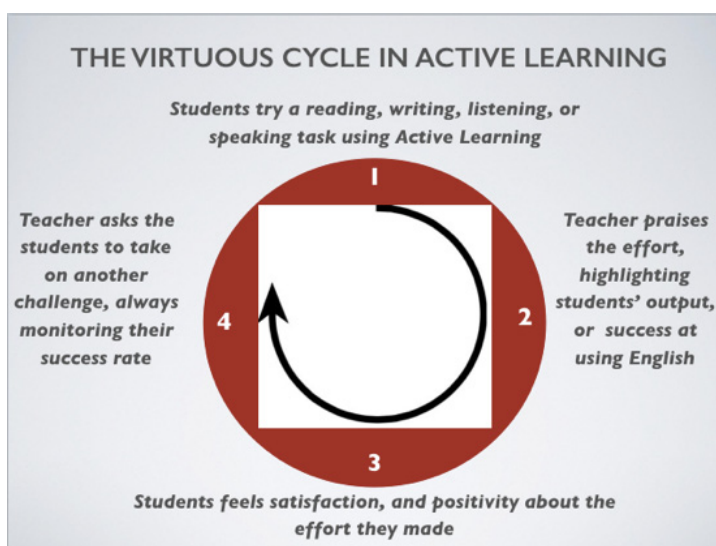 THE VIRTUOUS CYCLE IN ACTIVE LEARNING
Students try a reading, writing, listening, or
speaking task using Active Learning
1
Teacher praises
the effort,
highlighting
students' output,
or success at
using English
2
3
Students feels satisfaction, and positivity about the
effort they made
Teacher asks the
students to take
on another
challenge, always
monitoring their
success rate
4